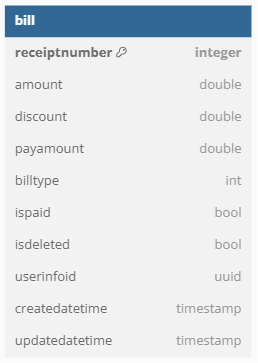 bill
receiptnumber integer
amount double
discount double
payamount double
billtype int
ispaid bool
isdeleted bool
userinfoid uuid
createdatetime timestamp
updatedatetime timestamp